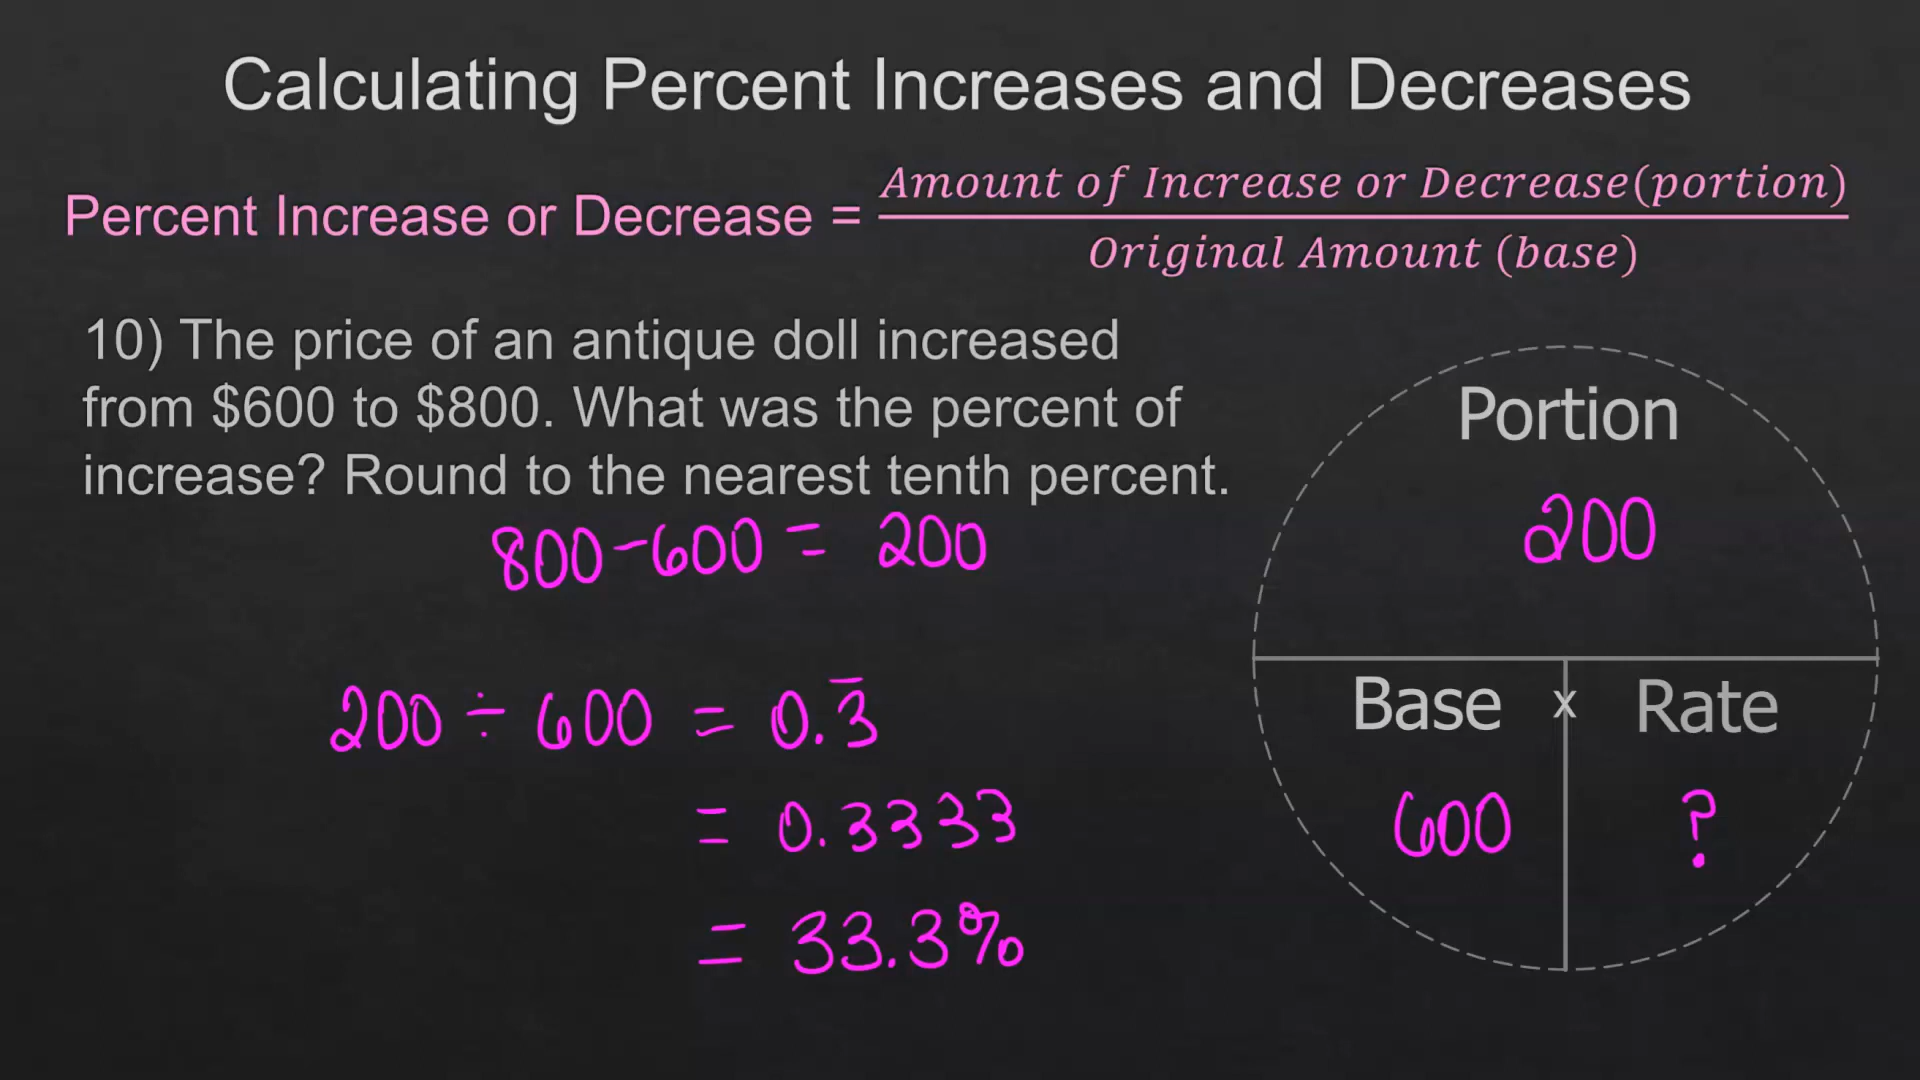 Calculating Percent Increases and Decreases
Percent Increase or Decrease = Amount of Increase or Decrease(portion)
Original Amount (base)
10) The price of an antique doll increased
from $600 to $800. What was the percent of
increase? Round to the nearest tenth percent.
800-600 = 200
200 ÷ 600 = 0.3̅
= 0.3333
= 33.3%
Portion
200
Base x Rate
600 ?